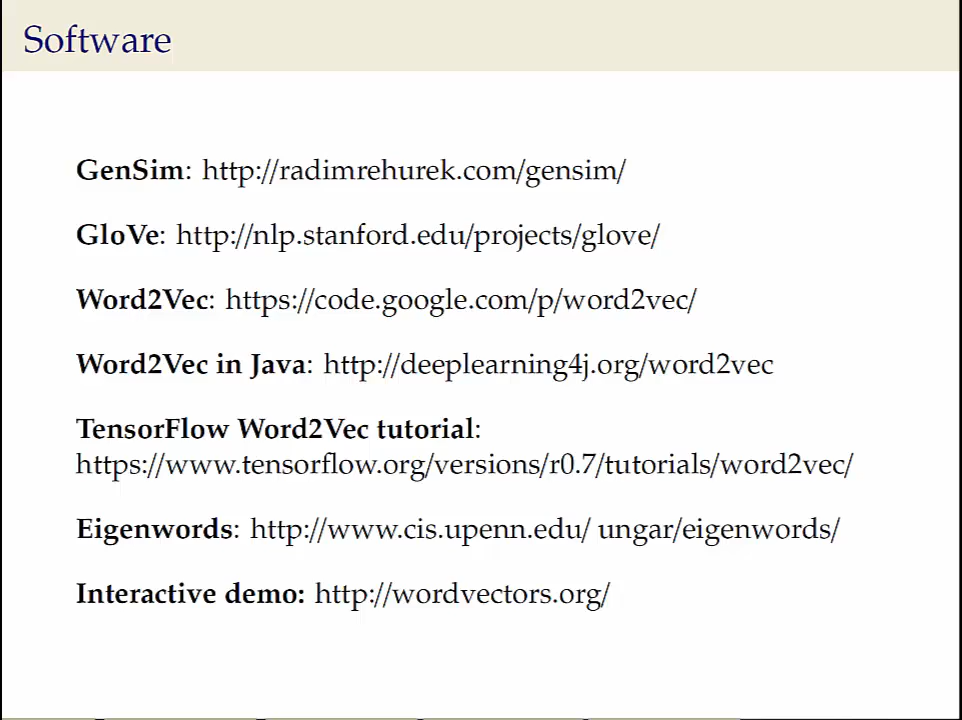 Software
GenSim: http://radimrehurek.com/gensim/
GloVe: http://nlp.stanford.edu/projects/glove/
Word2Vec: https://code.google.com/p/word2vec/
Word2Vec in Java: http://deeplearning4j.org/word2vec
TensorFlow Word2Vec tutorial:
https://www.tensorflow.org/versions/r0.7/tutorials/word2vec/
Eigenwords: http://www.cis.upenn.edu/ ungar/eigenwords/
Interactive demo: http://wordvectors.org/